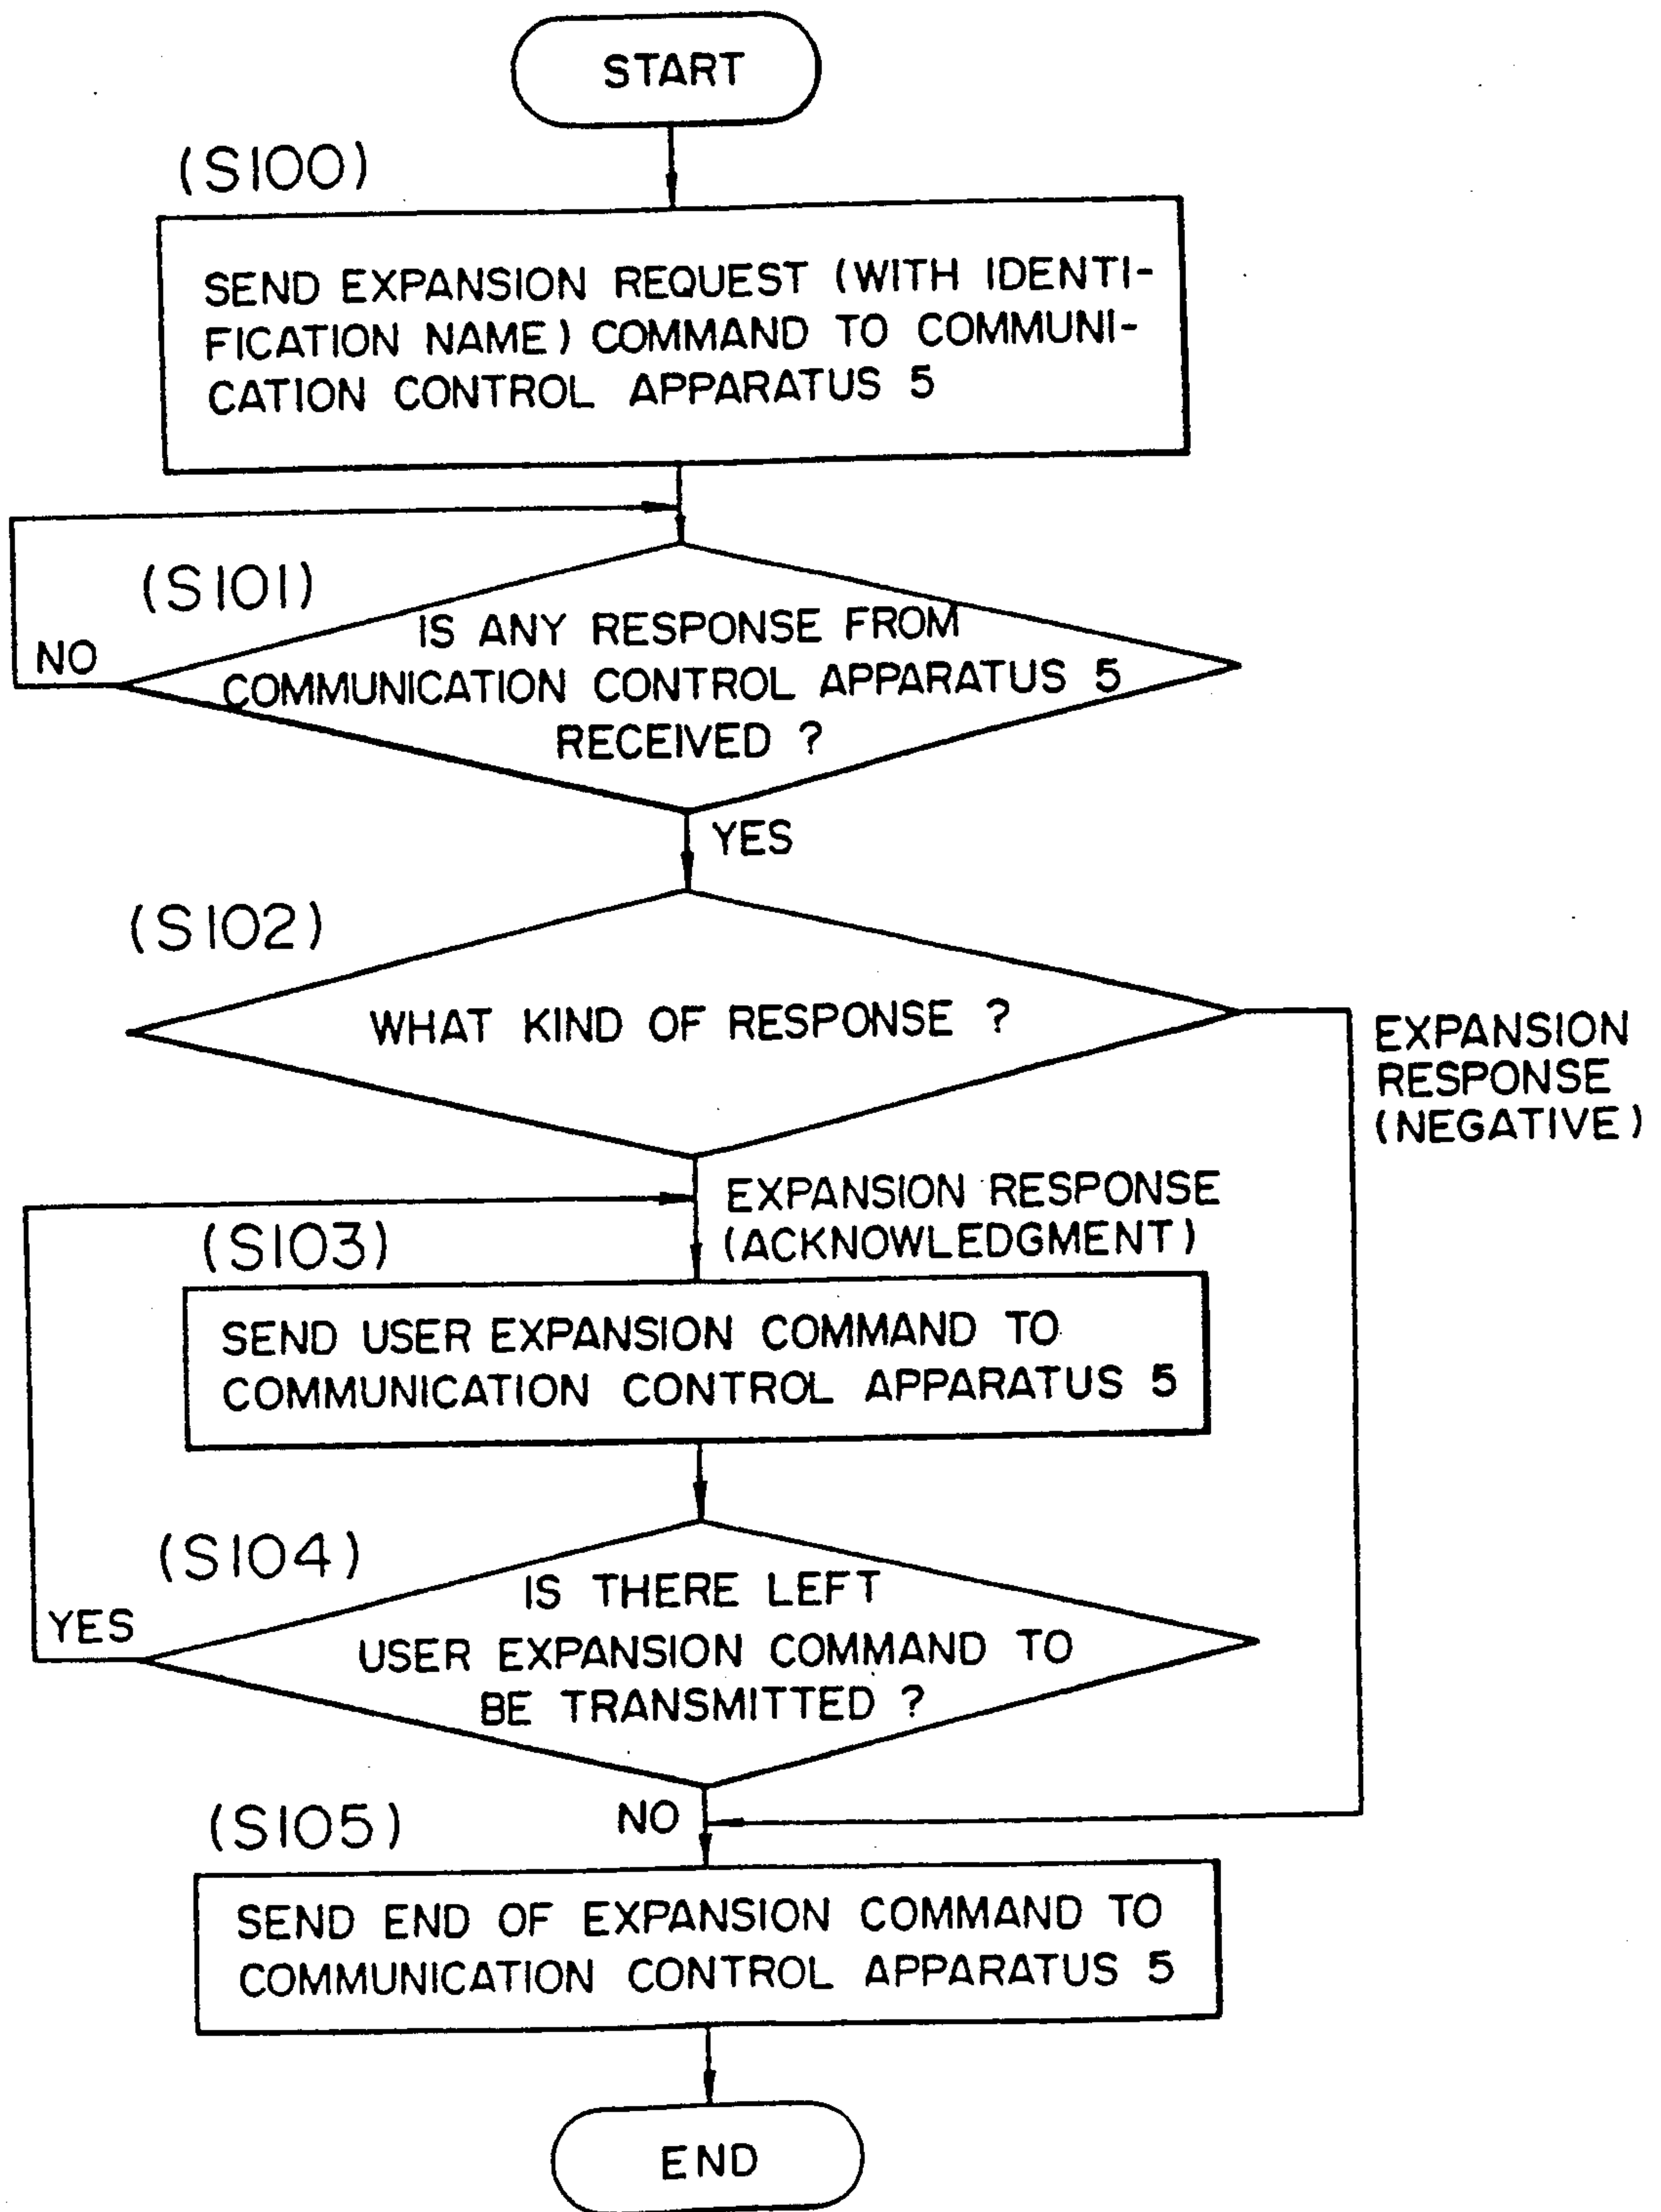 START
(S100)
SEND EXPANSION REQUEST (WITH IDENTI-
FICATION NAME) COMMAND TO COMMUNI-
CATION CONTROL APPARATUS 5
(S101)
NO
IS ANY RESPONSE FROM
COMMUNICATION CONTROL APPARATUS 5
RECEIVED ?
YES
(S102)
WHAT KIND OF RESPONSE ?
EXPANSION
RESPONSE
(NEGATIVE)
EXPANSION RESPONSE
(ACKNOWLEDGMENT)
(S103)
SEND USER EXPANSION COMMAND TO
COMMUNICATION CONTROL APPARATUS 5
(S104)
YES
IS THERE LEFT
USER EXPANSION COMMAND TO
BE TRANSMITTED ?
NO
(S105)
SEND END OF EXPANSION COMMAND TO
COMMUNICATION CONTROL APPARATUS 5
END